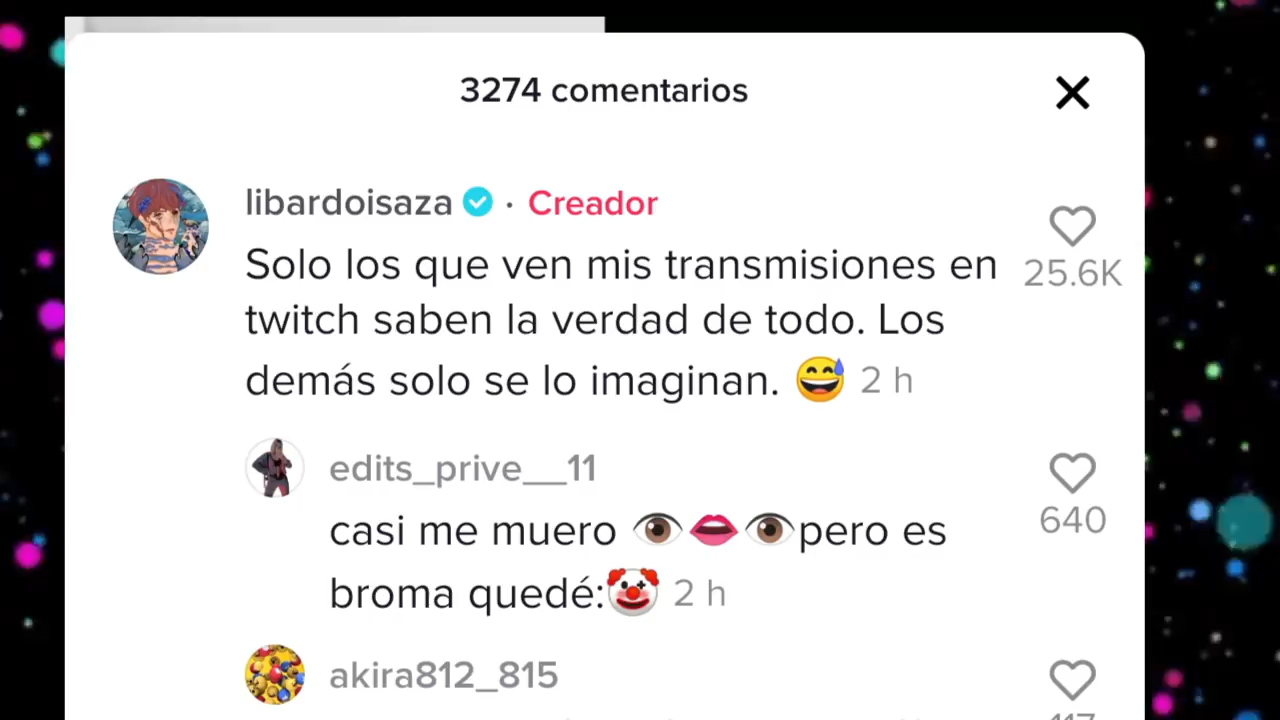 3274 comentarios
libardoisaza · Creador
Solo los que ven mis transmisiones en
25.6K
twitch saben la verdad de todo. Los
demás solo se lo imaginan. 😅 2 h
edits_prive__11
casi me muero 👁️👄👁️pero es
640
broma quedé:🤡 2 h
akira812_815